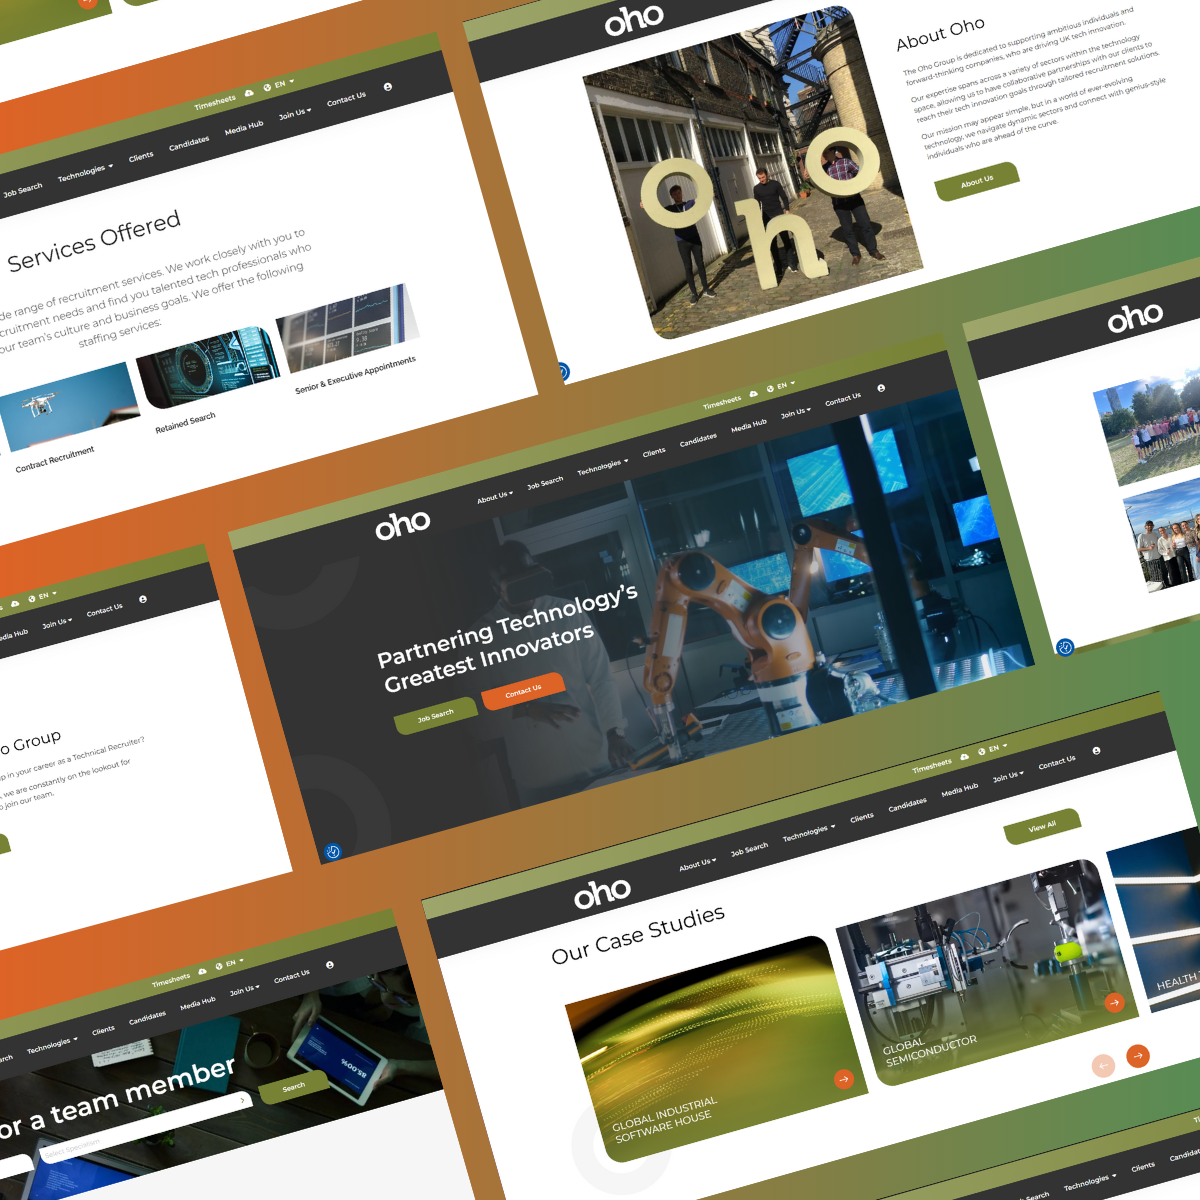 Timesheets EN
Job Search Technologies Clients Candidates Media Hub Join Us Contact Us
Services Offered
de range of recruitment services. We work closely with you to
cruitment needs and find you talented tech professionals who
our team's culture and business goals. We offer the following
staffing services:
Contract Recruitment
Retained Search
Senior & Executive Appointments
oho
oho
About Oho
The Oho Group is dedicated to supporting ambitious individuals and
forward-thinking companies, who are driving UK tech innovation.
Our expertise spans across a variety of sectors within the technology
space, allowing us to have collaborative partnerships with our clients to
reach their tech innovation goals through tailored recruitment solutions.
Our mission may appear simple, but in a world of ever-evolving
technology, we navigate dynamic sectors and connect with genius-style
individuals who are ahead of the curve.
About Us
oho
Timesheets EN
oho
About Us Job Search Technologies Clients Candidates Media Hub Join Us Contact Us
Partnering Technology's
Greatest Innovators
Job Search
Contact Us
EN
edia Hub Join Us Contact Us
o Group
p in your career as a Technical Recruiter?
, we are constantly on the lookout for
o join our team.
Timesheets EN
oho
About Us Job Search Technologies Clients Candidates Media Hub Join Us Contact Us
Our Case Studies
View All
GLOBAL INDUSTRIAL
SOFTWARE HOUSE
GLOBAL
SEMICONDUCTOR
HEALTH
Timesheets EN
arch Technologies Clients Candidates Media Hub Join Us Contact Us
or a team member
Select Specialism
Search
85.00%
Search Technologies Clients Candidat